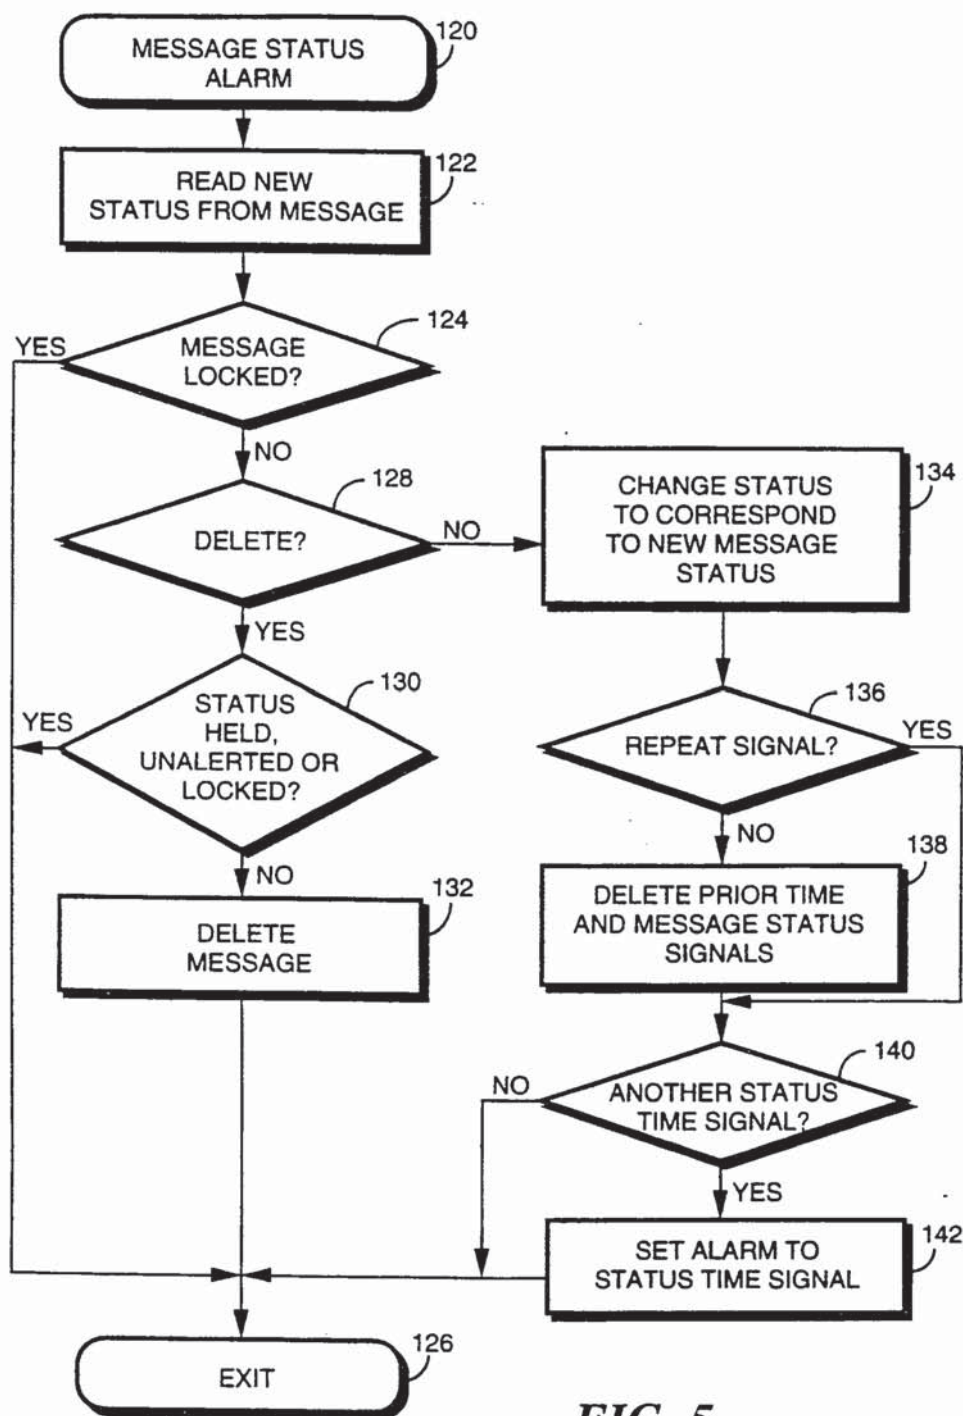 MESSAGE STATUS
ALARM
120
READ NEW
STATUS FROM MESSAGE
122
MESSAGE
LOCKED?
124
YES
NO
DELETE?
128
NO
YES
CHANGE STATUS
TO CORRESPOND
TO NEW MESSAGE
STATUS
134
STATUS
HELD,
UNALERTED OR
LOCKED?
130
YES
NO
REPEAT SIGNAL?
136
YES
NO
DELETE
MESSAGE
132
DELETE PRIOR TIME
AND MESSAGE STATUS
SIGNALS
138
ANOTHER STATUS
TIME SIGNAL?
140
NO
YES
SET ALARM TO
STATUS TIME SIGNAL
142
EXIT
126
FIG. 5